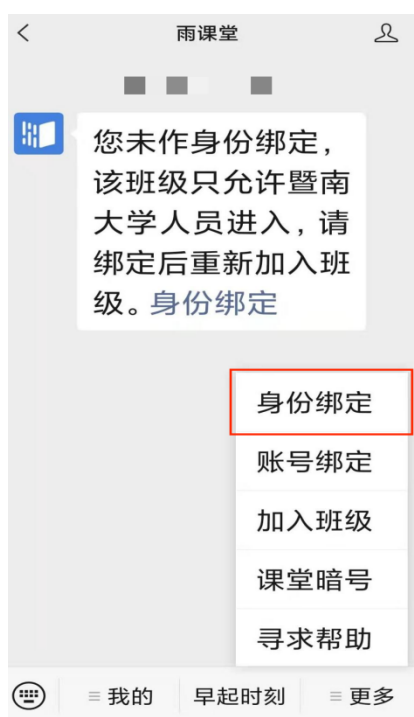 雨课堂
您未作身份绑定，
该班级只允许暨南
大学人员进入，请
绑定后重新加入班
级。身份绑定
身份绑定
账号绑定
加入班级
课堂暗号
寻求帮助
我的 早起时刻 更多